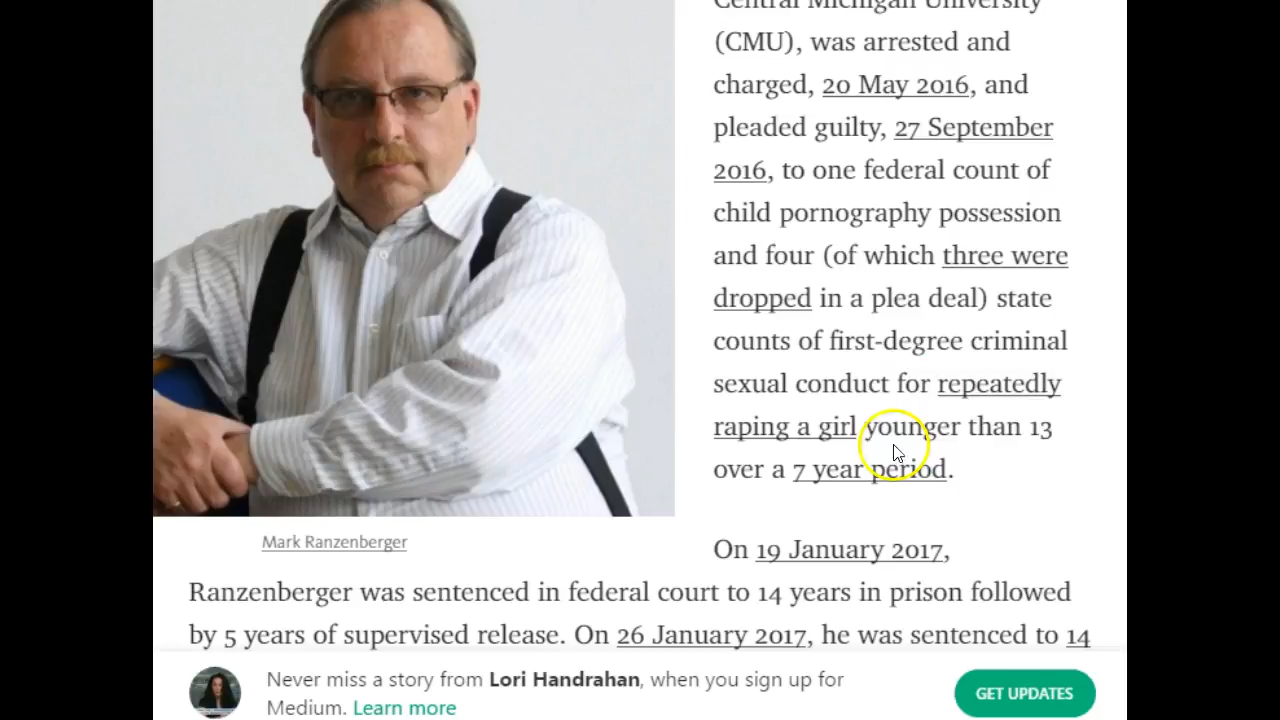 Central Michigan University
(CMU), was arrested and
charged, 20 May 2016, and
pleaded guilty, 27 September
2016, to one federal count of
child pornography possession
and four (of which three were
dropped in a plea deal) state
counts of first-degree criminal
sexual conduct for repeatedly
raping a girl younger than 13
over a 7 year period.
Mark Ranzenberger
On 19 January 2017,
Ranzenberger was sentenced in federal court to 14 years in prison followed
by 5 years of supervised release. On 26 January 2017, he was sentenced to 14
Never miss a story from Lori Handrahan, when you sign up for
Medium. Learn more
GET UPDATES